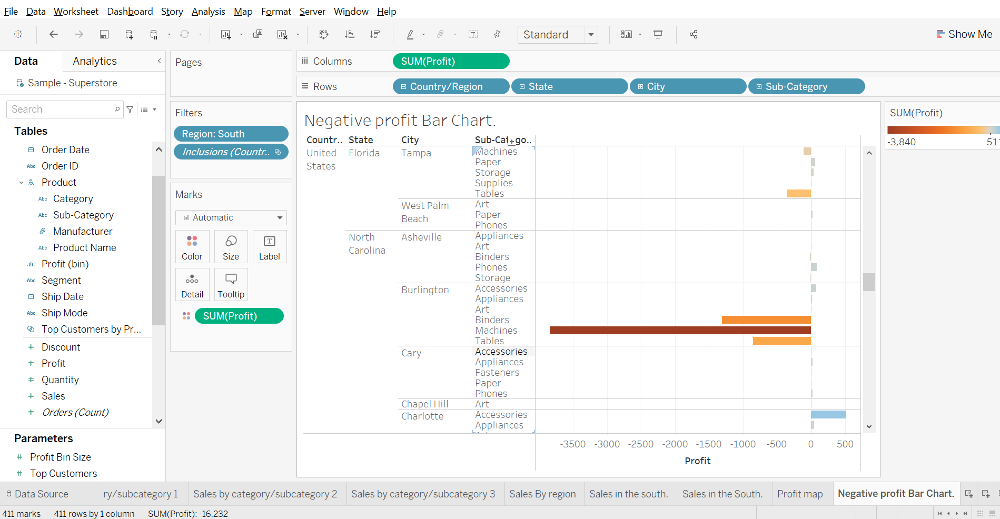 File Data Worksheet Dashboard Story Analysis Map Format Server Window Help
Standard
Show Me
Data Analytics
Sample - Superstore
Search
Tables
Order Date
Abc Order ID
Product
Abc Category
Abc Sub-Category
Manufacturer
Abc Product Name
Profit (bin)
Abc Segment
Ship Date
Abc Ship Mode
Top Customers by Pr...
# Discount
# Profit
# Quantity
# Sales
# Orders (Count)
Parameters
# Profit Bin Size
# Top Customers
Pages
Filters
Region: South
Inclusions (Countr..
Marks
Automatic
Color Size Label
Detail Tooltip
SUM(Profit)
Columns SUM(Profit)
Rows Country/Region State City Sub-Category
Negative profit Bar Chart.
Countr.. State City
United States Florida Tampa Machines
Paper
Storage
Supplies
Tables
West Palm Beach Art
Paper
Phones
North Carolina Asheville Appliances
Art
Binders
Phones
Storage
Burlington Accessories
Appliances
Art
Binders
Machines
Tables
Cary Accessories
Appliances
Fasteners
Paper
Phones
Chapel Hill Art
Charlotte Accessories
Appliances
-3500 -3000 -2500 -2000 -1500 -1000 -500 0 500
Profit
SUM(Profit)
-3,840 511
Data Source ry/subcategory 1 Sales by category/subcategory 2 Sales by category/subcategory 3 Sales By region Sales in the south. Sales in the South. Profit map Negative profit Bar Chart.
411 marks 411 rows by 1 column SUM(Profit): -16,232